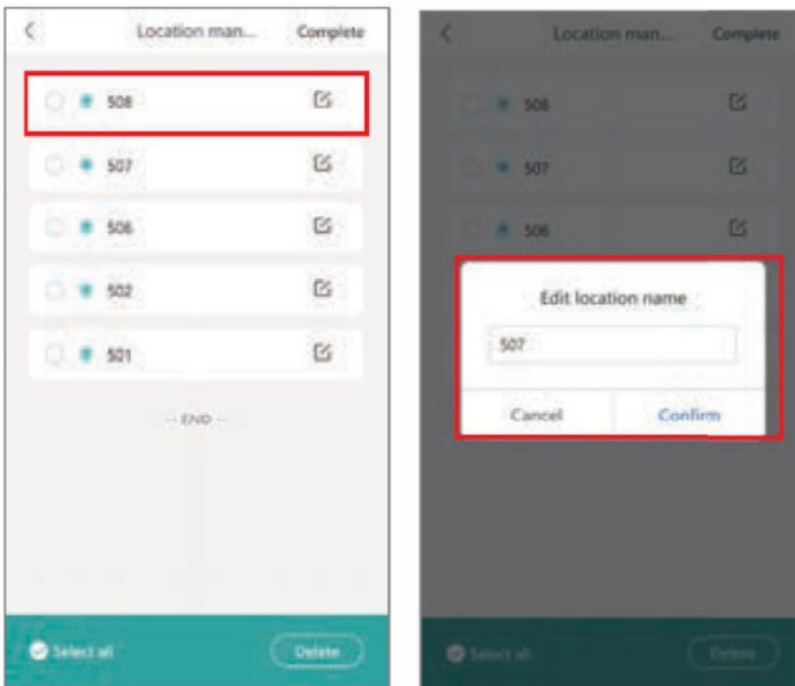 Location man... Complete
508
507
506
502
501
-- END --
Select all Delete
Location man... Complete
508
507
506
Edit location name
507
Cancel Confirm
Select all Delete